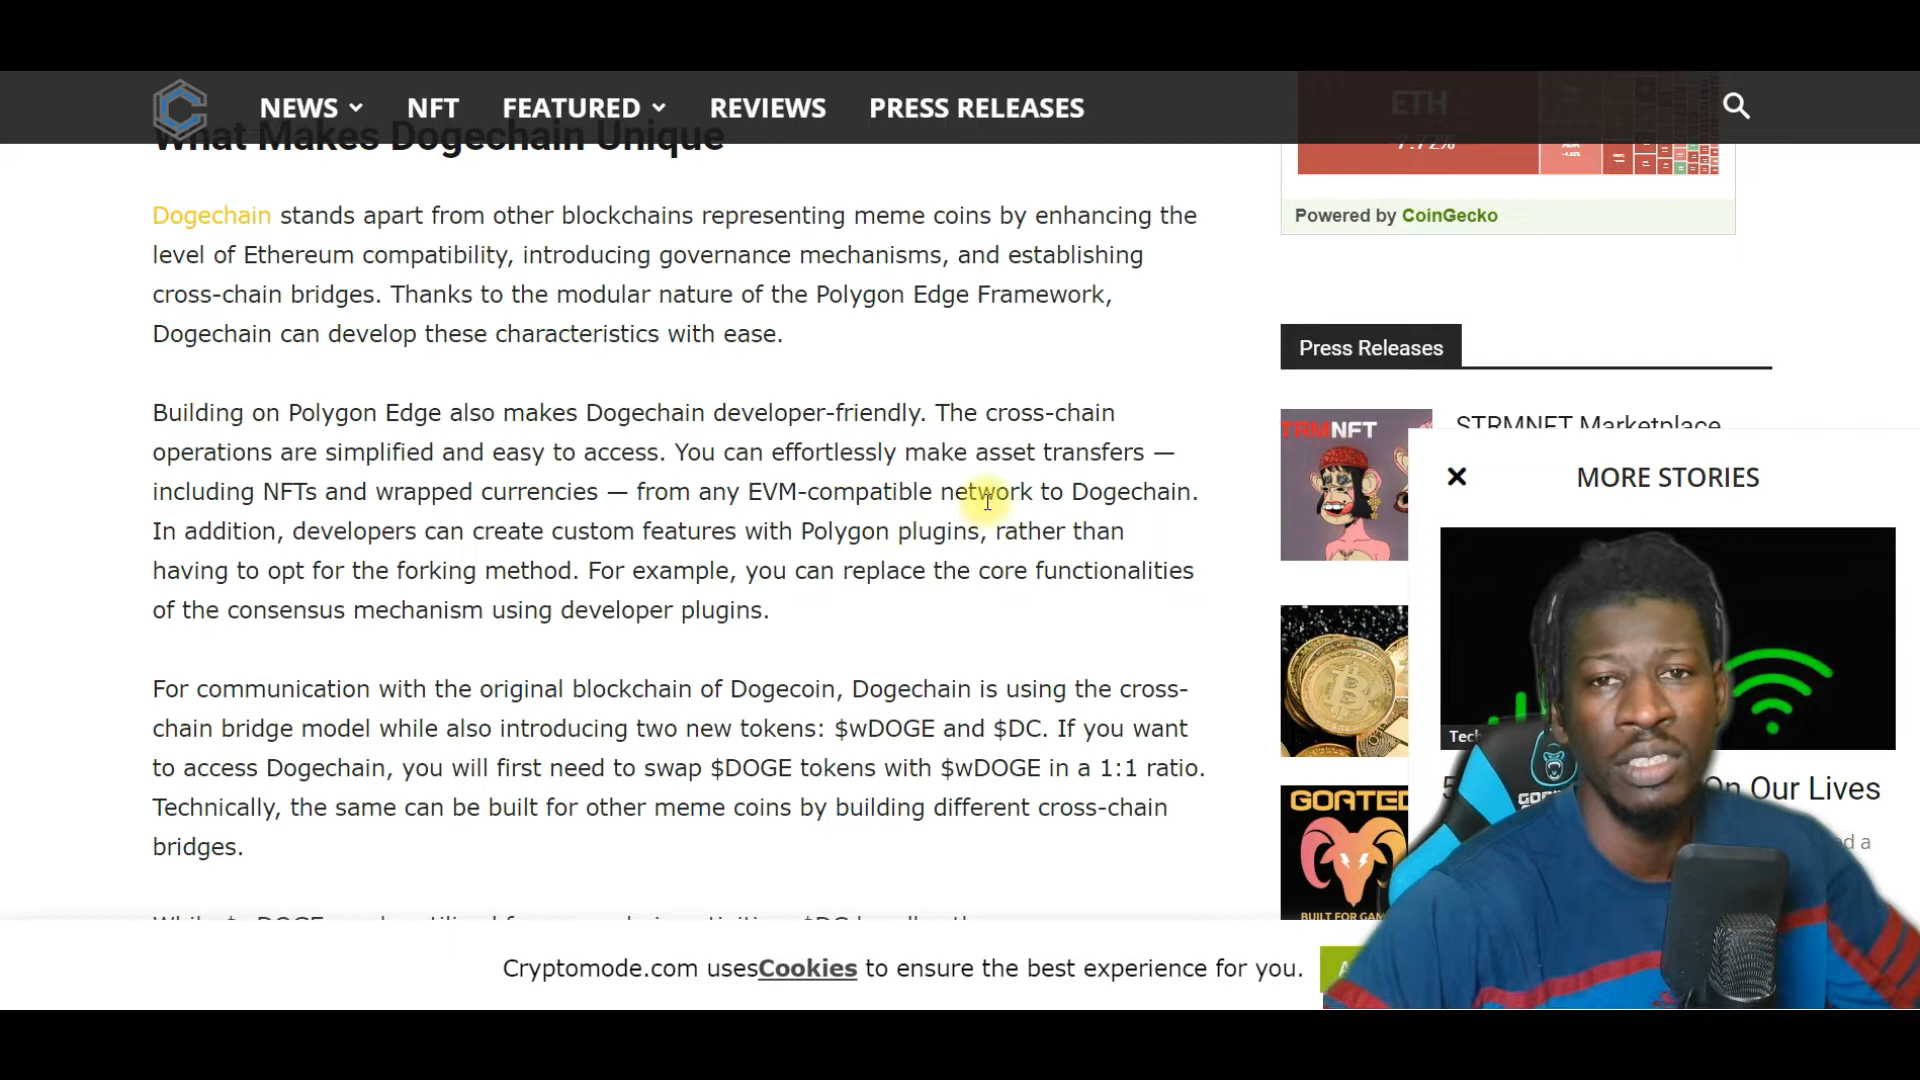 NEWS NFT FEATURED REVIEWS PRESS RELEASES
What Makes Dogechain Unique
Dogechain stands apart from other blockchains representing meme coins by enhancing the
level of Ethereum compatibility, introducing governance mechanisms, and establishing
cross-chain bridges. Thanks to the modular nature of the Polygon Edge Framework,
Dogechain can develop these characteristics with ease.
Building on Polygon Edge also makes Dogechain developer-friendly. The cross-chain
operations are simplified and easy to access. You can effortlessly make asset transfers —
including NFTs and wrapped currencies — from any EVM-compatible network to Dogechain.
In addition, developers can create custom features with Polygon plugins, rather than
having to opt for the forking method. For example, you can replace the core functionalities
of the consensus mechanism using developer plugins.
For communication with the original blockchain of Dogecoin, Dogechain is using the cross-
chain bridge model while also introducing two new tokens: $wDOGE and $DC. If you want
to access Dogechain, you will first need to swap $DOGE tokens with $wDOGE in a 1:1 ratio.
Technically, the same can be built for other meme coins by building different cross-chain
bridges.
ETH
7.72%
ADA
Powered by CoinGecko
Press Releases
TRMNFT
STRMNFT Marketplace
MORE STORIES
Tech
On Our Lives
GOATED
BUILT FOR GAM
Cryptomode.com uses Cookies to ensure the best experience for you.